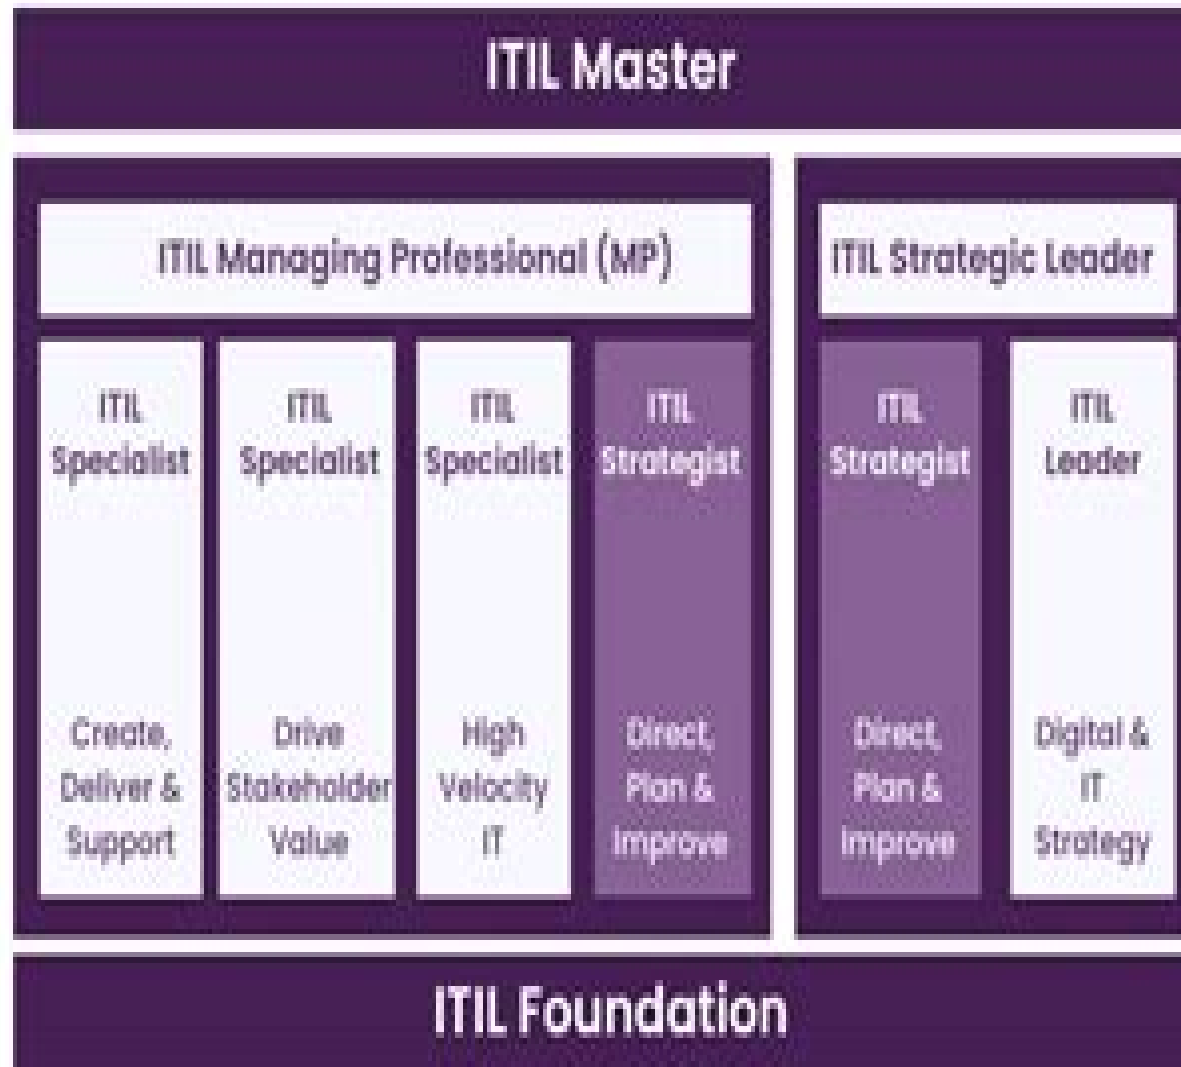 ITIL Master
ITIL Managing Professional (MP)
ITIL
Specialist
Create,
Deliver &
Support
ITIL
Specialist
Drive
Stakeholder
Value
ITIL
Specialist
High
Velocity
IT
ITIL
Strategist
Direct,
Plan &
Improve
ITIL Strategic Leader
ITIL
Strategist
Direct,
Plan &
Improve
ITIL
Leader
Digital &
IT
Strategy
ITIL Foundation